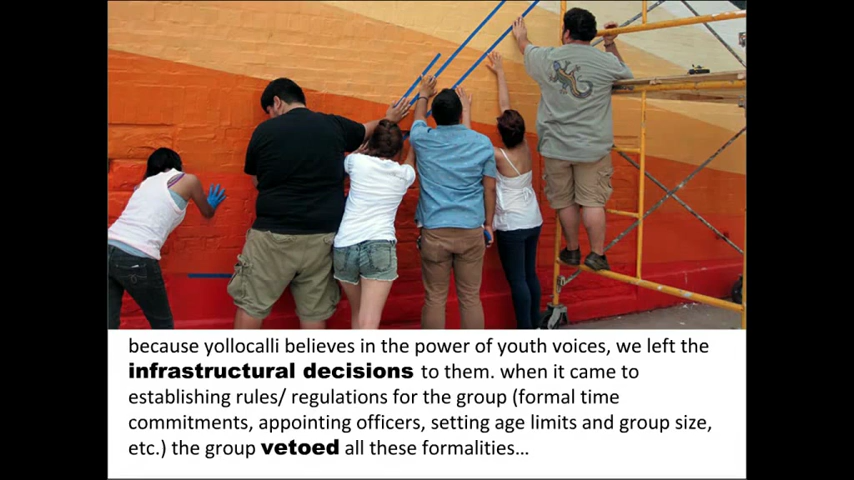 because yollocalli believes in the power of youth voices, we left the
infrastructural decisions to them. when it came to
establishing rules/ regulations for the group (formal time
commitments, appointing officers, setting age limits and group size,
etc.) the group vetoed all these formalities…